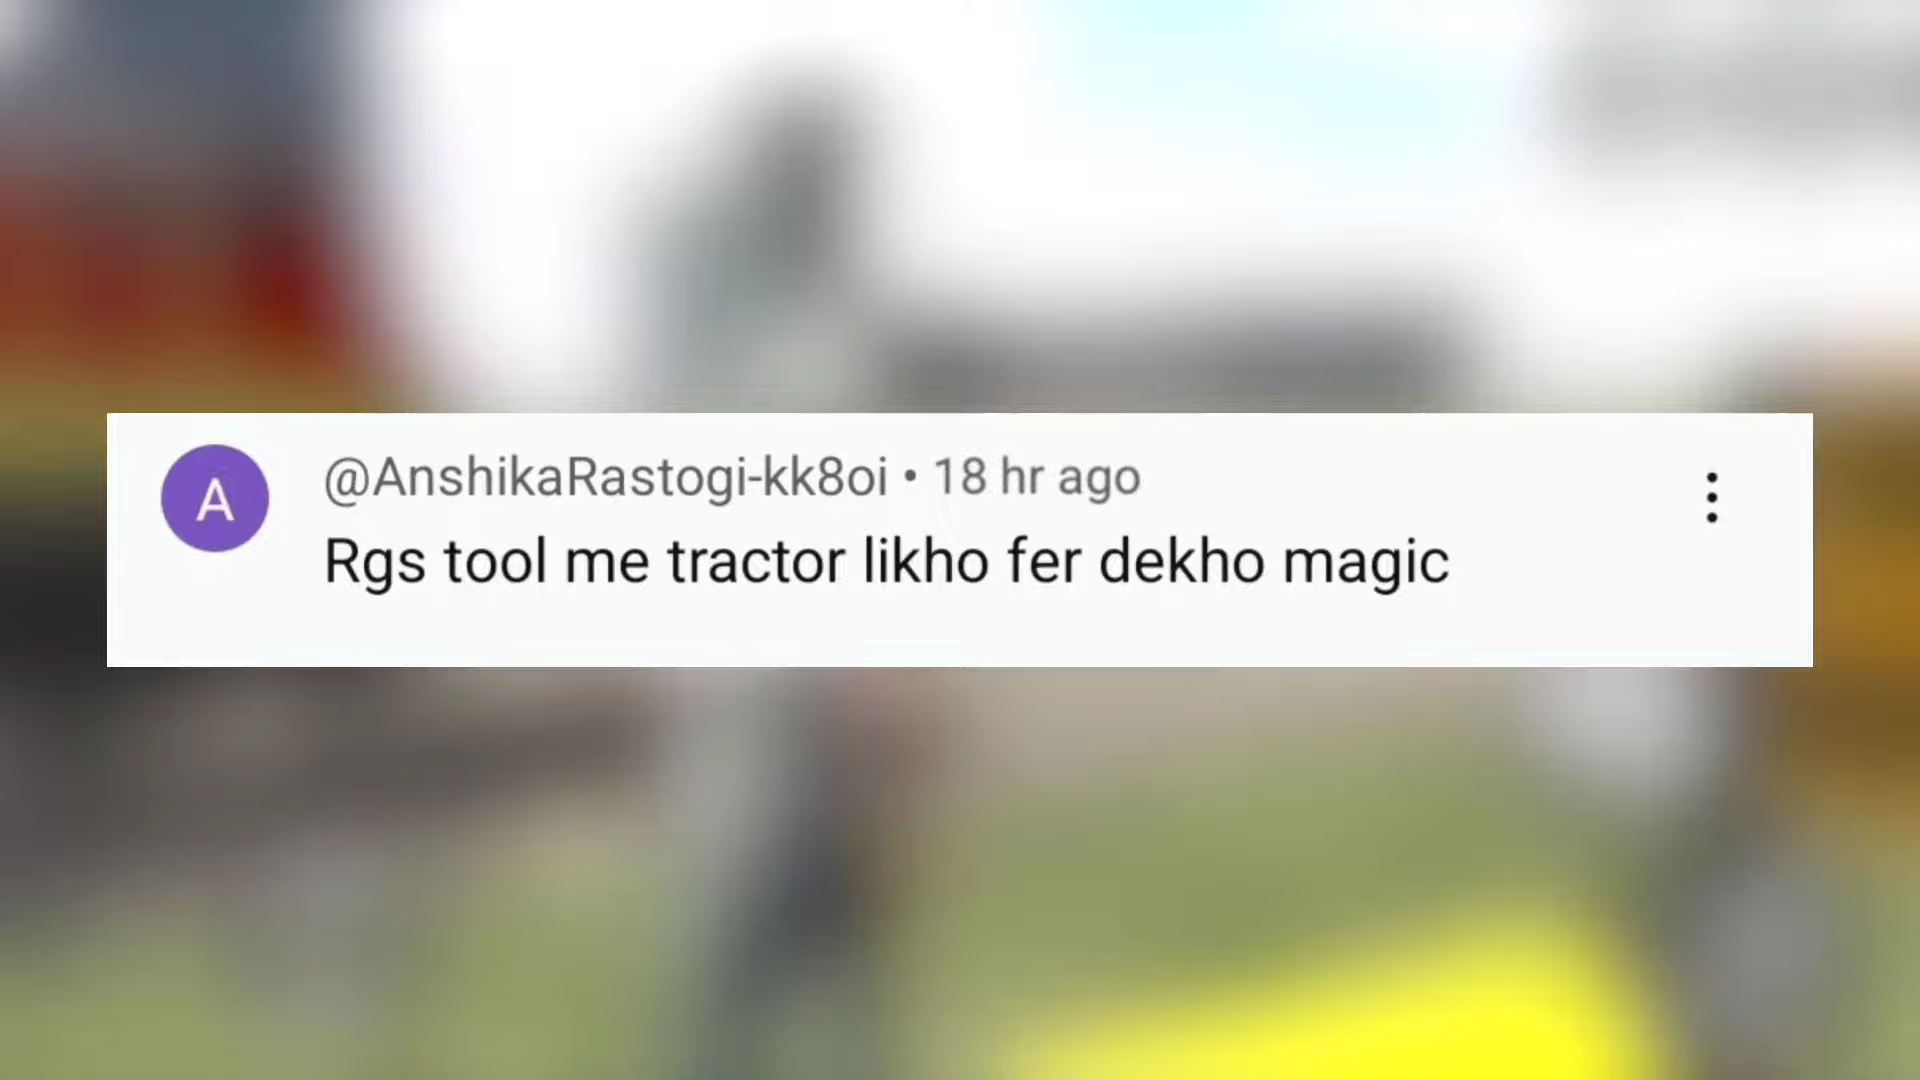 A
@AnshikaRastogi-kk8oi • 18 hr ago
Rgs tool me tractor likho fer dekho magic